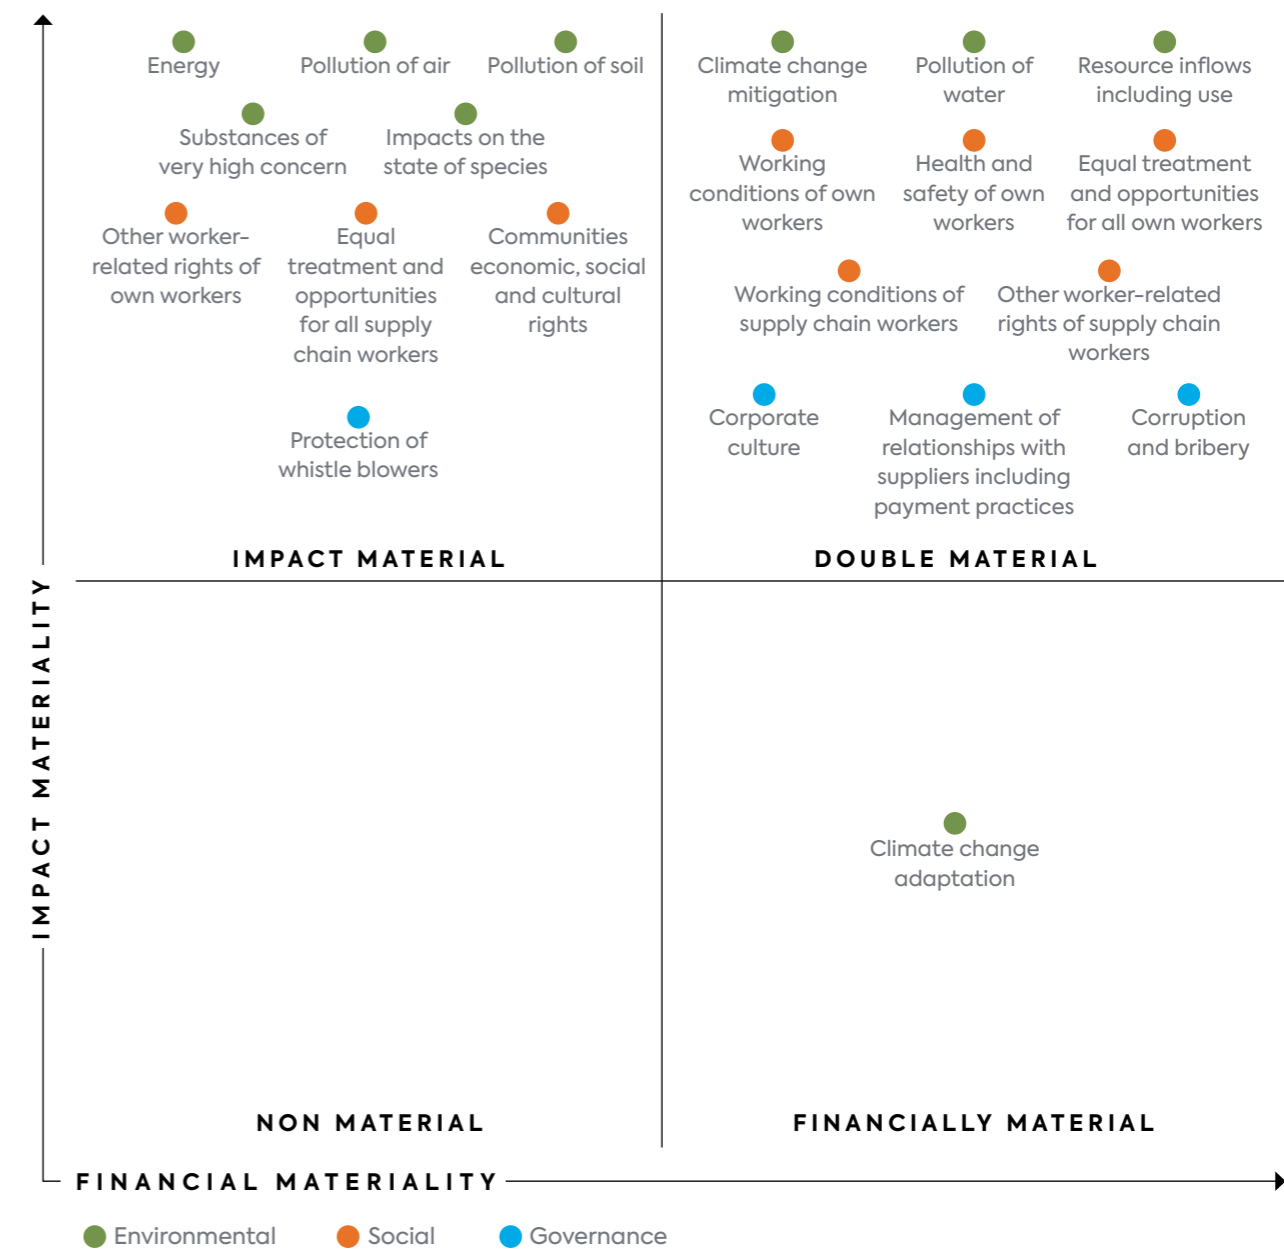 Energy
Pollution of air
Pollution of soil
Substances of
very high concern
Impacts on the
state of species
Other worker-
related rights of
own workers
Equal
treatment and
opportunities
for all supply
chain workers
Communities
economic, social
and cultural
rights
Protection of
whistle blowers
IMPACT MATERIAL
Climate change
mitigation
Pollution of
water
Resource inflows
including use
Working
conditions of own
workers
Health and
safety of own
workers
Equal treatment
and opportunities
for all own workers
Working conditions of
supply chain workers
Other worker-related
rights of supply chain
workers
Corporate
culture
Management of
relationships with
suppliers including
payment practices
Corruption
and bribery
DOUBLE MATERIAL
IMPACT MATERIALITY
Climate change
adaptation
NON MATERIAL
FINANCIALLY MATERIAL
FINANCIAL MATERIALITY
Environmental
Social
Governance